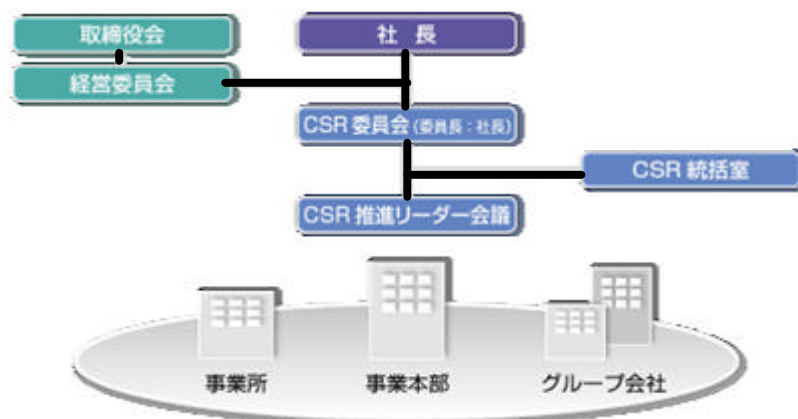 取締役会
社 長
経営委員会
CSR 委員会 (委員長:社長)
CSR 統括室
CSR 推進リーダー会議
事業所
事業本部
グループ会社